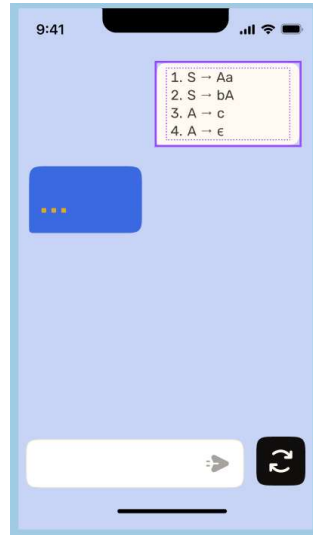 9:41
1. S → Aa
2. S → bA
3. A → c
4. A → ϵ
...